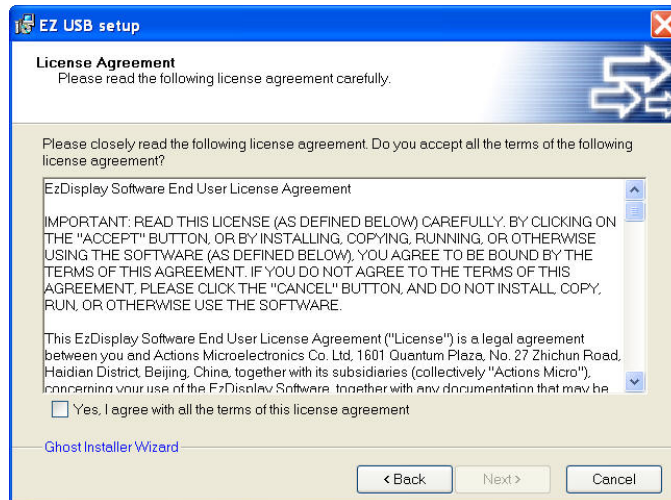 EZ USB setup
License Agreement
Please read the following license agreement carefully.
Please closely read the following license agreement. Do you accept all the terms of the following
license agreement?
EzDisplay Software End User License Agreement
IMPORTANT: READ THIS LICENSE (AS DEFINED BELOW) CAREFULLY. BY CLICKING ON
THE "ACCEPT" BUTTON, OR BY INSTALLING, COPYING, RUNNING, OR OTHERWISE
USING THE SOFTWARE (AS DEFINED BELOW), YOU AGREE TO BE BOUND BY THE
TERMS OF THIS AGREEMENT. IF YOU DO NOT AGREE TO THE TERMS OF THIS
AGREEMENT, PLEASE CLICK THE "CANCEL" BUTTON, AND DO NOT INSTALL, COPY,
RUN, OR OTHERWISE USE THE SOFTWARE.
This EzDisplay Software End User License Agreement ("License") is a legal agreement
between you and Actions Microelectronics Co. Ltd, 1601 Quantum Plaza, No. 27 Zhichun Road,
Haidian District, Beijing, China, together with its subsidiaries (collectively "Actions Micro"),
concerning your use of the EzDisplay Software, together with any documentation that may be
Yes, I agree with all the terms of this license agreement
Ghost Installer Wizard
< Back
Next >
Cancel